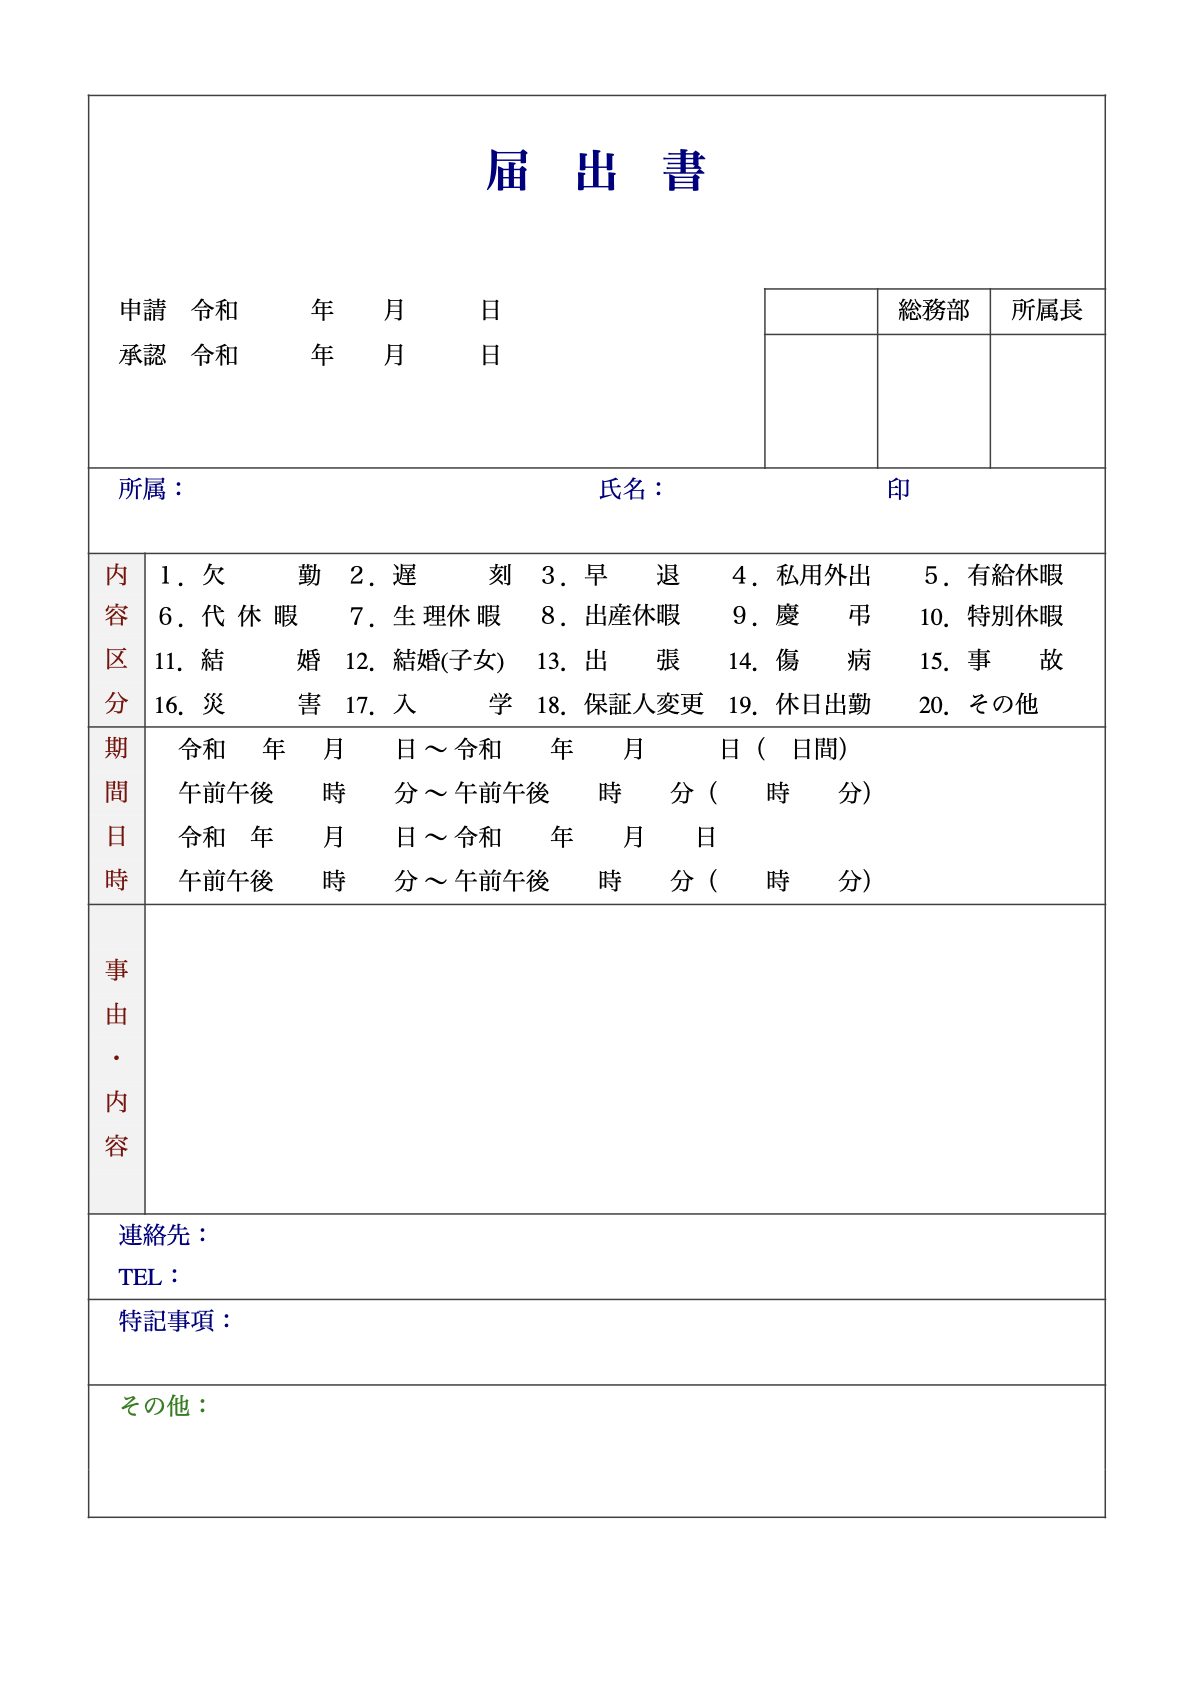 届　出　書
申請　令和　　　年　　月　　　日
総務部　所属長
承認　令和　　　年　　月　　　日
所属：　氏名：　印
内容区分
１．欠　　　勤　２．遅　　　刻　３．早　　退　４．私用外出　５．有給休暇
６．代 休 暇　７．生理休暇　８．出産休暇　９．慶　　弔　10．特別休暇
11．結　　　婚　12．結婚(子女)　13．出　　張　14．傷　　病　15．事　　故
16．災　　　害　17．入　　　学　18．保証人変更　19．休日出勤　20．その他
期間日時
令和　年　月　　日～令和　　年　　月　　　日（　日間）
午前午後　　時　　分～午前午後　　時　　分（　　時　　分）
令和　年　　月　　日～令和　　年　　月　　日
午前午後　　時　　分～午前午後　　時　　分（　　時　　分）
事由・内容
連絡先：
TEL：
特記事項：
その他：